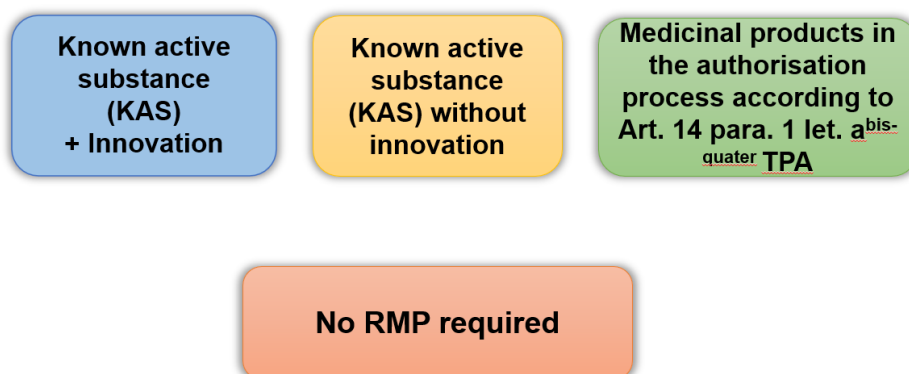 Known active
substance
(KAS)
+ Innovation
Known active
substance
(KAS) without
innovation
Medicinal products in
the authorisation
process according to
Art. 14 para. 1 let. abis-
quater TPA
No RMP required